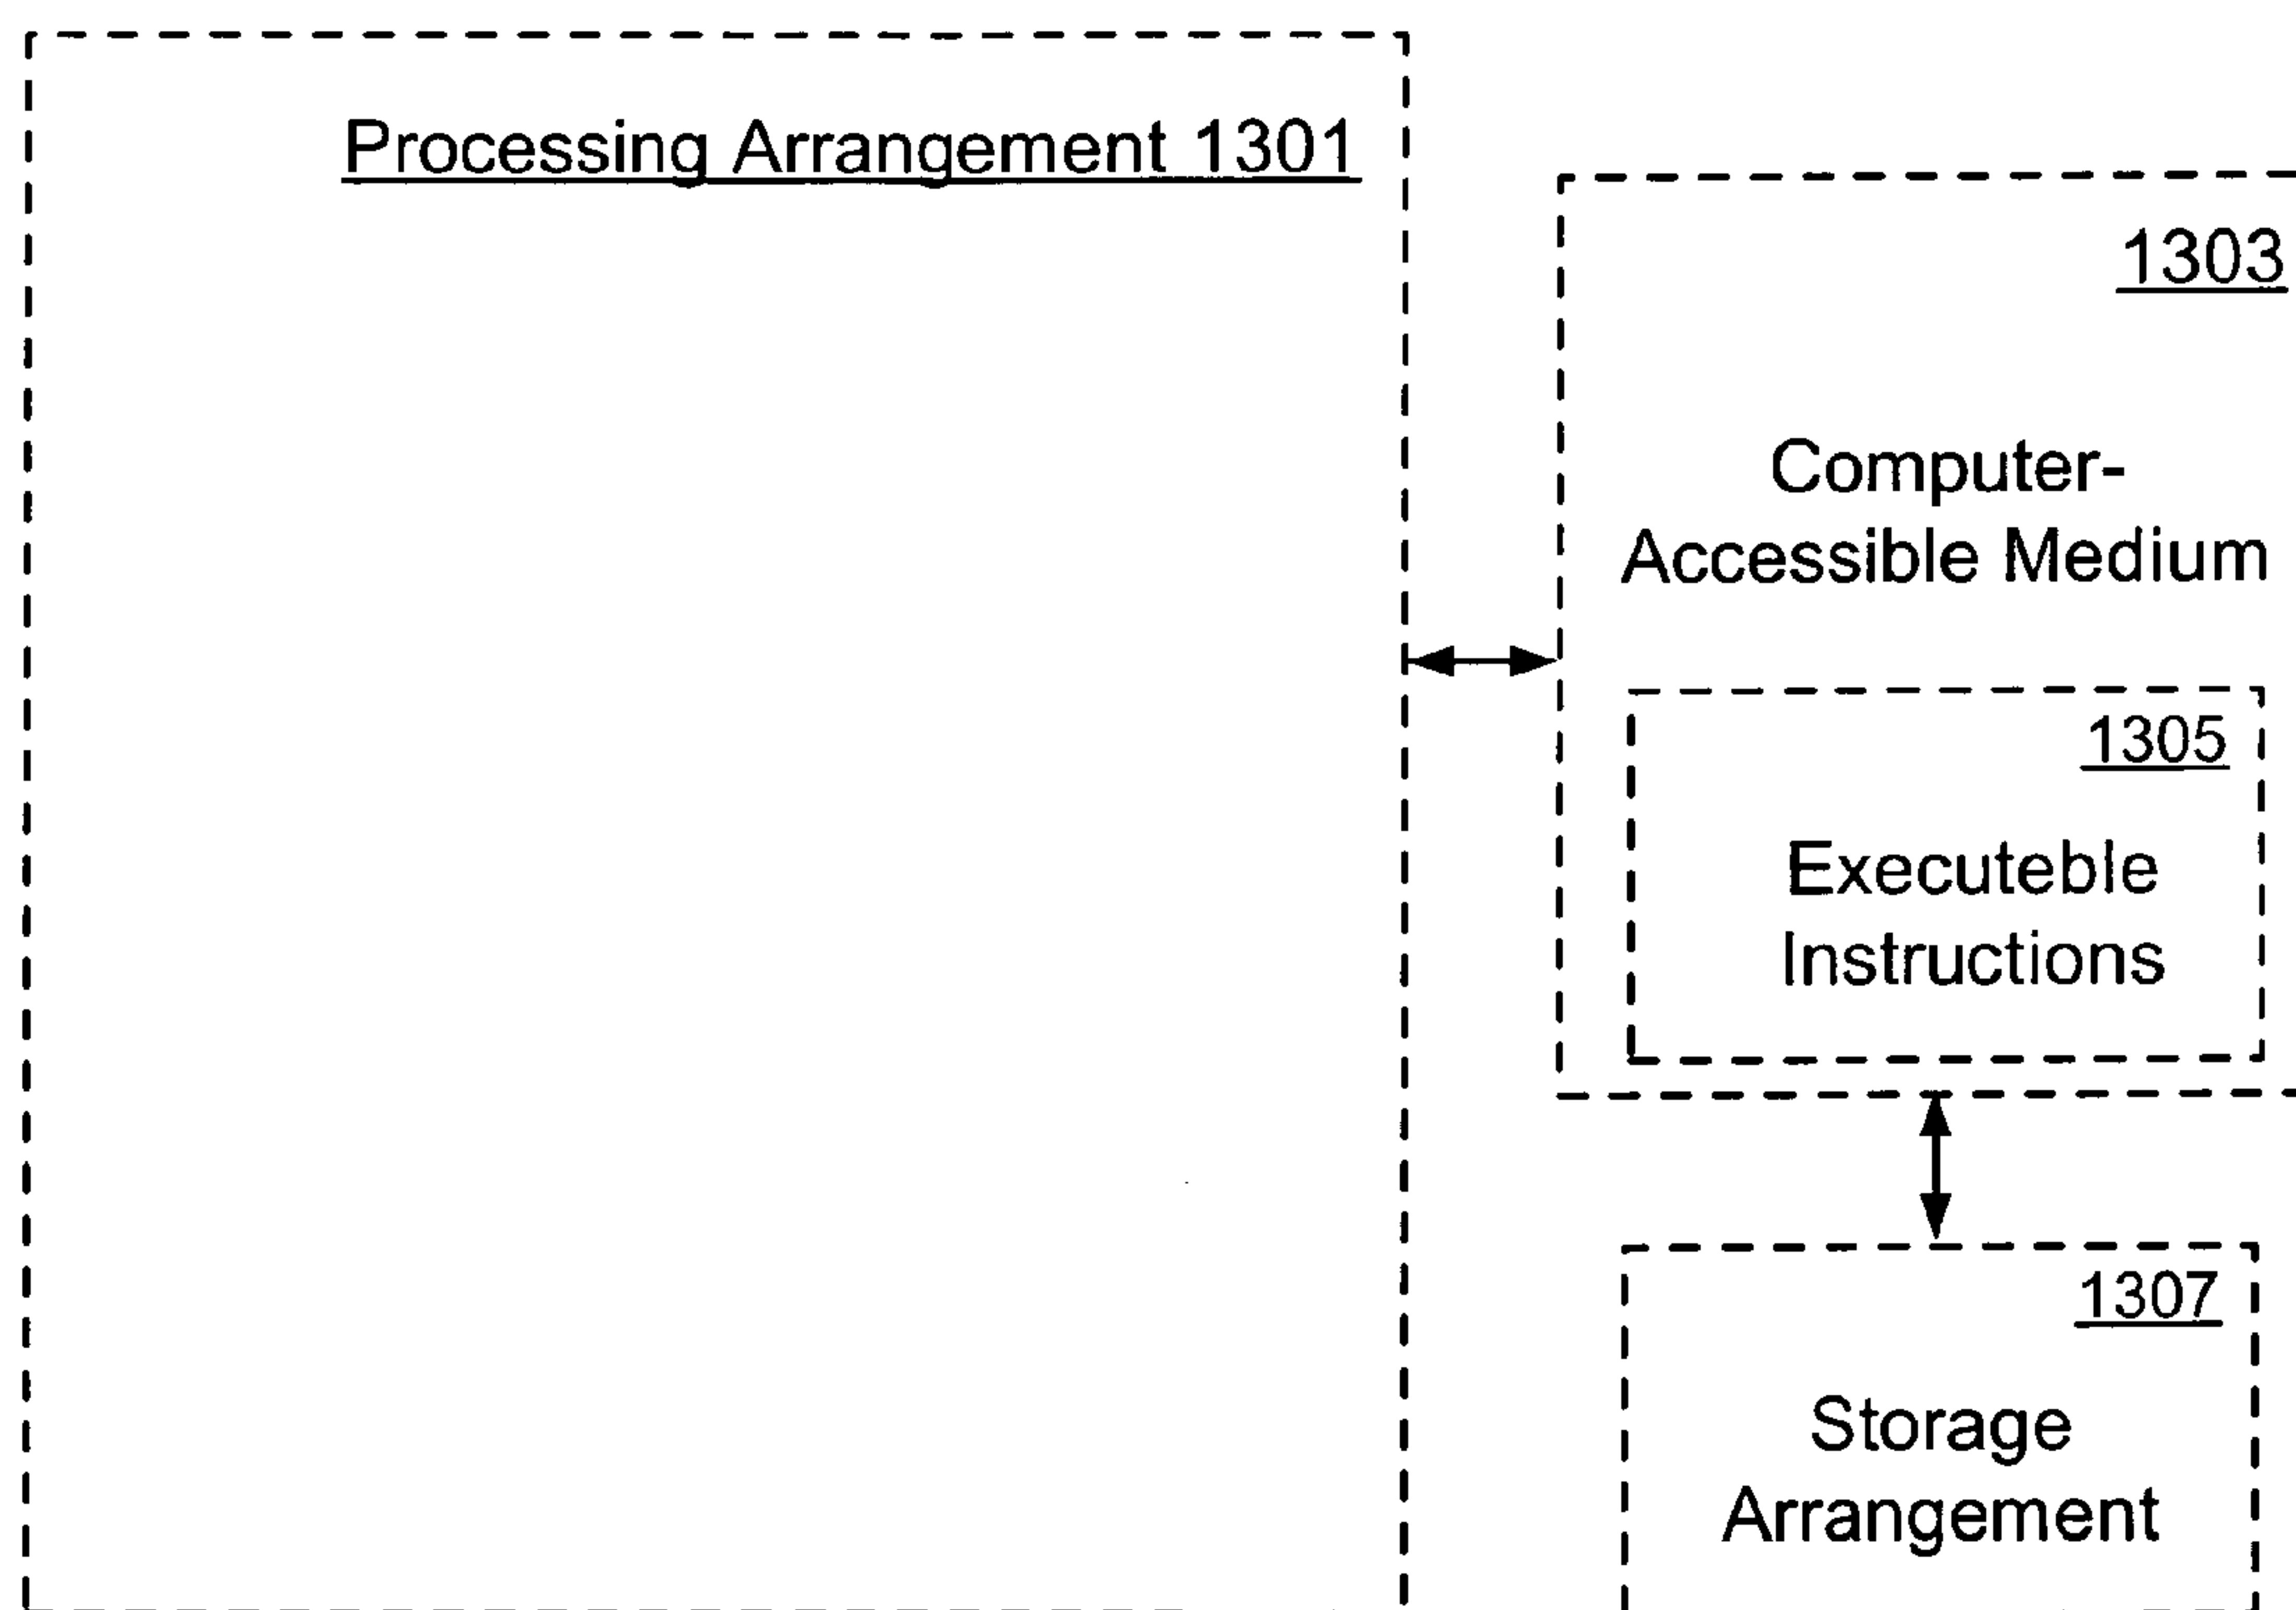 Processing Arrangement 1301
1303
Computer-
Accessible Medium
1305
Executeble
Instructions
1307
Storage
Arrangement